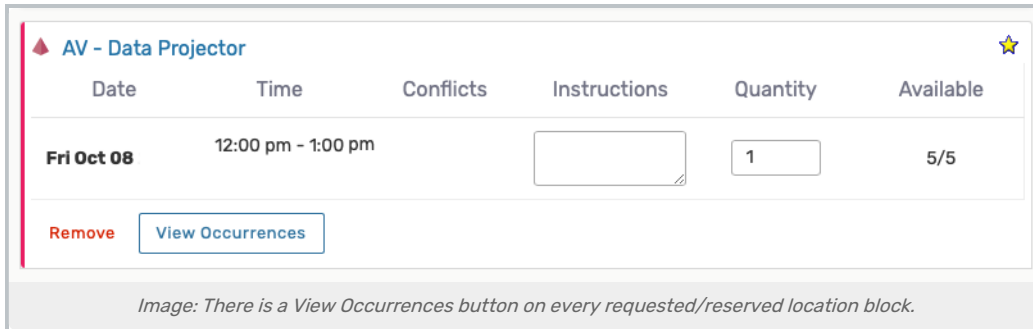 AV - Data Projector
Date Time Conflicts Instructions Quantity Available
Fri Oct 08 12:00 pm - 1:00 pm 1 5/5
Remove View Occurrences
Image: There is a View Occurrences button on every requested/reserved location block.